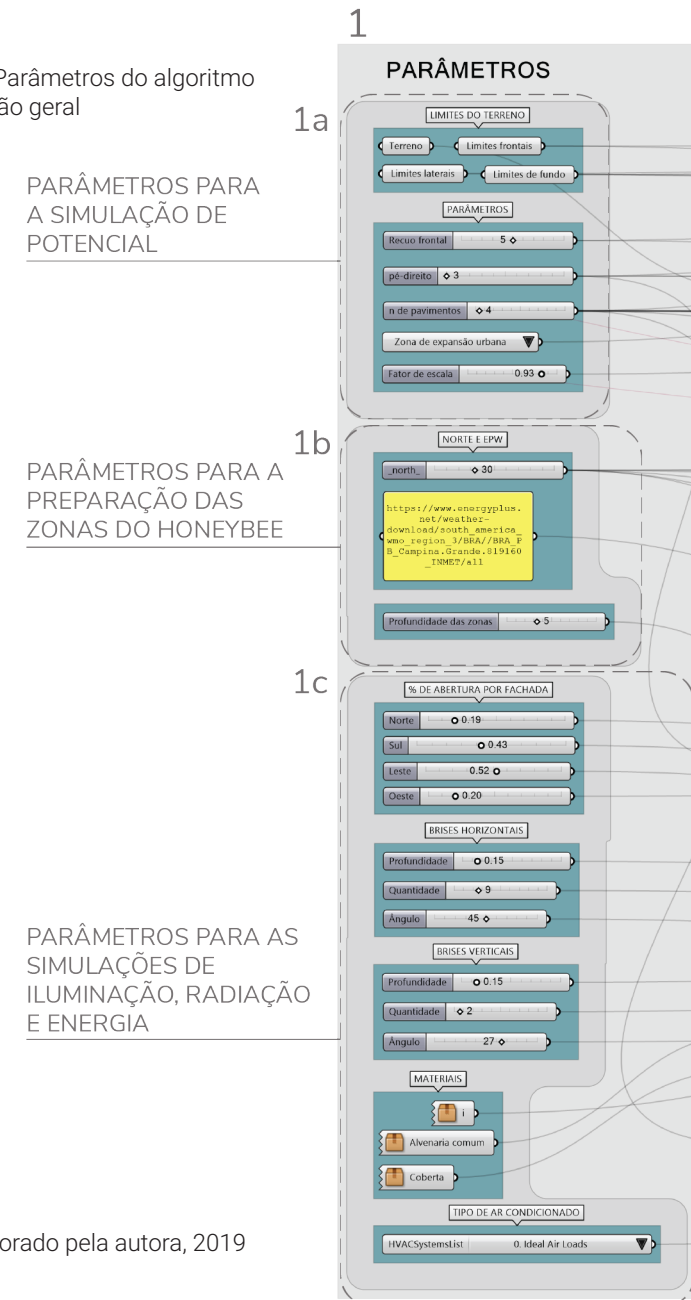 1
Parâmetros do algoritmo
ão geral
PARÂMETROS
1a
LIMITES DO TERRENO
Terreno
Limites frontais
Limites laterais
Limites de fundo
PARÂMETROS PARA
A SIMULAÇÃO DE
POTENCIAL
PARÂMETROS
Recuo frontal 5
pé-direito 3
n de pavimentos 4
Zona de expansão urbana
Fator de escala 0.93
1b
NORTE E EPW
PARÂMETROS PARA A
PREPARAÇÃO DAS
ZONAS DO HONEYBEE
_north_ 30
https://www.energyplus.
net/weather-
download/south_america_
wmo_region_3/BRA//BRA_P
B_Campina.Grande.819160
_INMET/all
Profundidade das zonas 5
1c
% DE ABERTURA POR FACHADA
Norte 0.19
Sul 0.43
Leste 0.52
Oeste 0.20
BRISES HORIZONTAIS
Profundidade 0.15
Quantidade 9
Ângulo 45
PARÂMETROS PARA AS
SIMULAÇÕES DE
ILUMINAÇÃO, RADIAÇÃO
E ENERGIA
BRISES VERTICAIS
Profundidade 0.15
Quantidade 2
Ângulo 27
MATERIAIS
i
Alvenaria comum
Coberta
TIPO DE AR CONDICIONADO
HVACSystemsList 0. Ideal Air Loads
orado pela autora, 2019